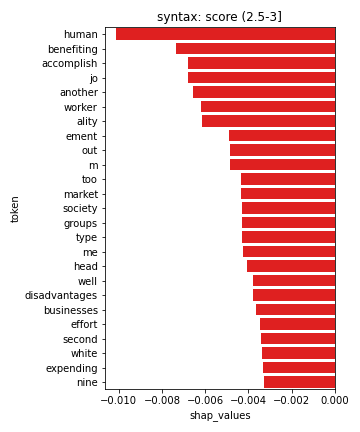 syntax: score (2.5-3]
human
benefiting
accomplish
jo
another
worker
ality
ement
out
m
too
market
society
groups
type
me
head
well
disadvantages
businesses
effort
second
white
expending
nine
token
−0.010 −0.008 −0.006 −0.004 −0.002 0.000
shap_values